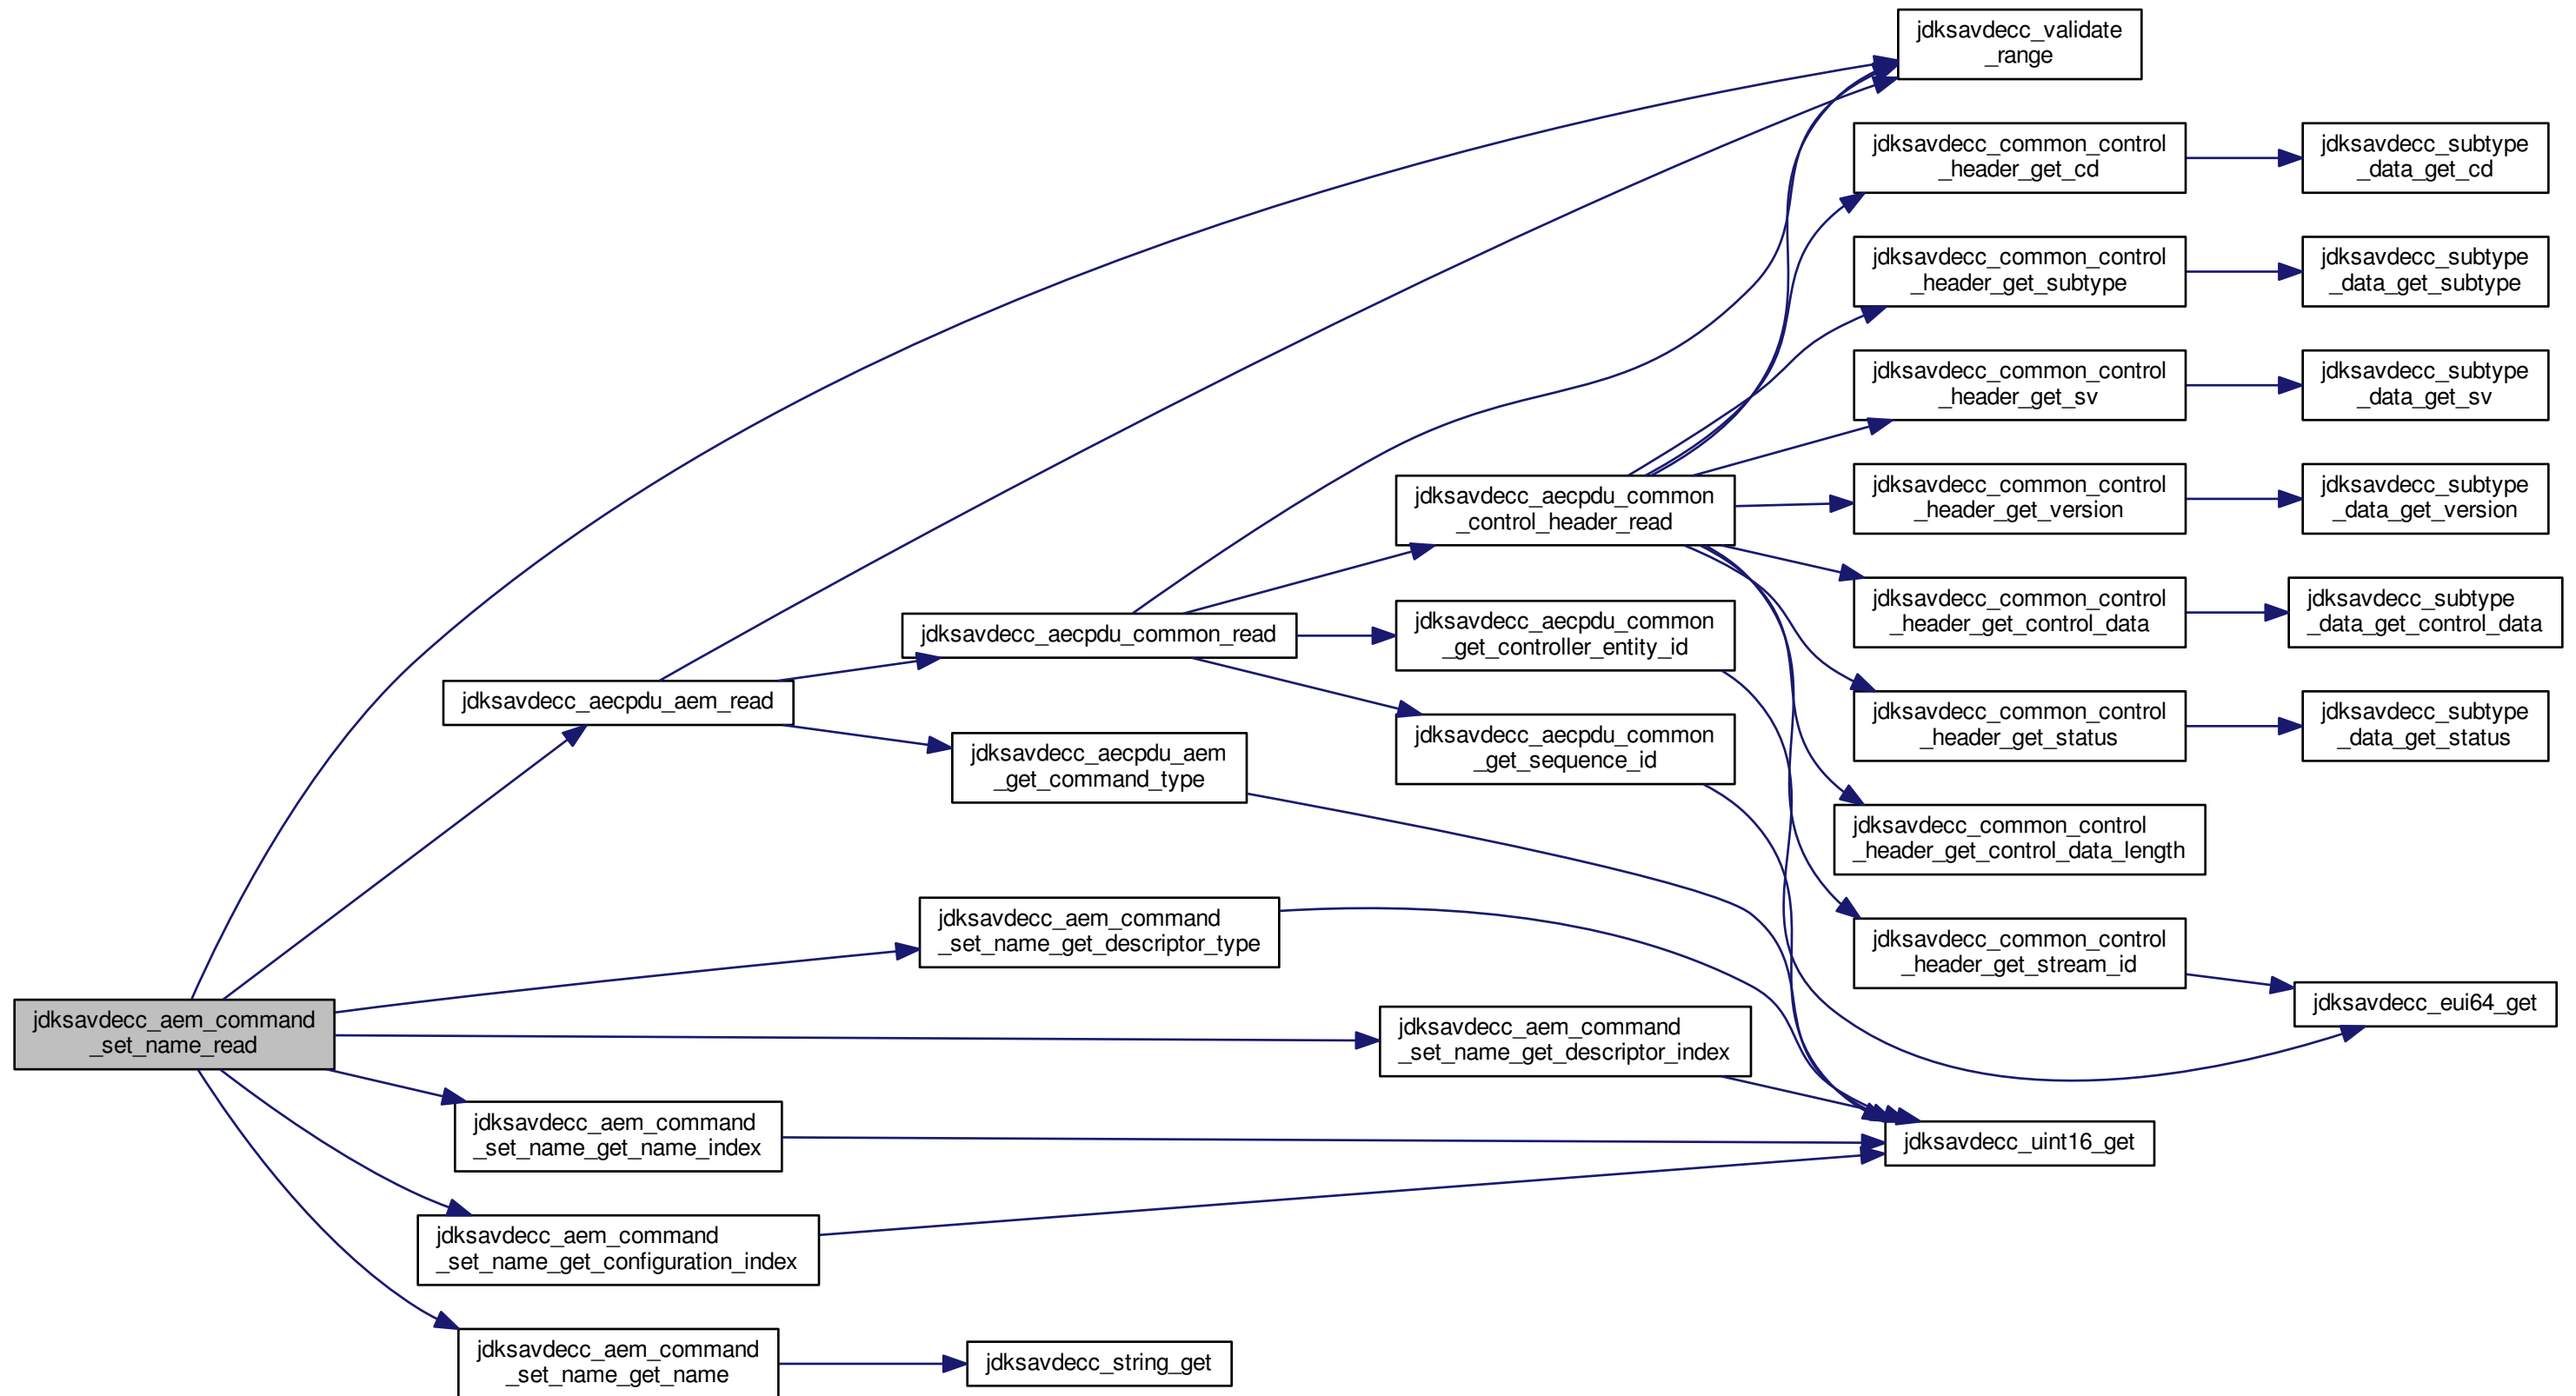 jdksavdecc_validate
_range
jdksavdecc_common_control
_header_get_cd
jdksavdecc_subtype
_data_get_cd
jdksavdecc_common_control
_header_get_subtype
jdksavdecc_subtype
_data_get_subtype
jdksavdecc_common_control
_header_get_sv
jdksavdecc_subtype
_data_get_sv
jdksavdecc_aecpdu_common
_control_header_read
jdksavdecc_common_control
_header_get_version
jdksavdecc_subtype
_data_get_version
jdksavdecc_aecpdu_common_read
jdksavdecc_aecpdu_common
_get_controller_entity_id
jdksavdecc_common_control
_header_get_control_data
jdksavdecc_subtype
_data_get_control_data
jdksavdecc_aecpdu_aem_read
jdksavdecc_aecpdu_common
_get_sequence_id
jdksavdecc_common_control
_header_get_status
jdksavdecc_subtype
_data_get_status
jdksavdecc_aecpdu_aem
_get_command_type
jdksavdecc_common_control
_header_get_control_data_length
jdksavdecc_aem_command
_set_name_get_descriptor_type
jdksavdecc_common_control
_header_get_stream_id
jdksavdecc_eui64_get
jdksavdecc_aem_command
_set_name_read
jdksavdecc_aem_command
_set_name_get_descriptor_index
jdksavdecc_aem_command
_set_name_get_name_index
jdksavdecc_uint16_get
jdksavdecc_aem_command
_set_name_get_configuration_index
jdksavdecc_aem_command
_set_name_get_name
jdksavdecc_string_get